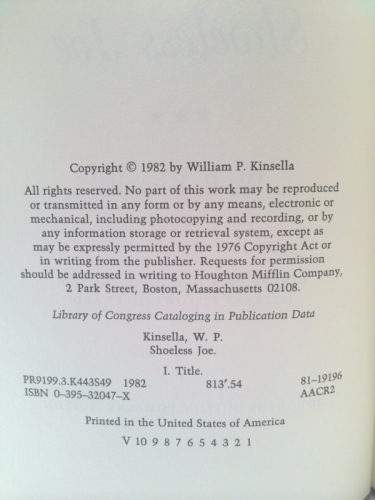 Shoeless Joe
Copyright © 1982 by William P. Kinsella
All rights reserved. No part of this work may be reproduced
or transmitted in any form or by any means, electronic or
mechanical, including photocopying and recording, or by
any information storage or retrieval system, except as
may be expressly permitted by the 1976 Copyright Act or
in writing from the publisher. Requests for permission
should be addressed in writing to Houghton Mifflin Company,
2 Park Street, Boston, Massachusetts 02108.
Library of Congress Cataloging in Publication Data
Kinsella, W. P.
Shoeless Joe.
I. Title.
PR9199.3.K443S49 1982 813'.54 81-19196
ISBN 0-395-32047-X AACR2
Printed in the United States of America
V 10 9 8 7 6 5 4 3 2 1